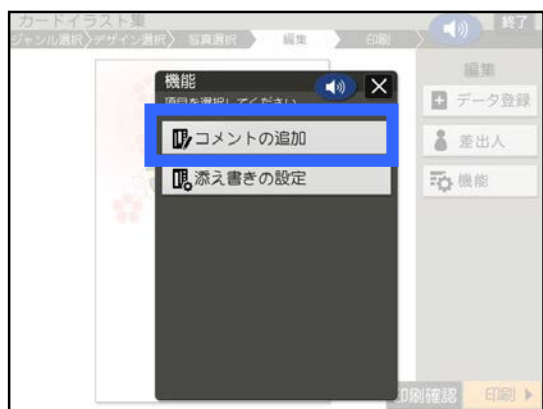 カードイラスト集
終了
ジャンル選択〉デザイン選択〉写真選択〉編集〉印刷
編集
データ登録
差出人
機能
機能
項目を選択してください
コメントの追加
添え書きの設定
印刷確認
印刷